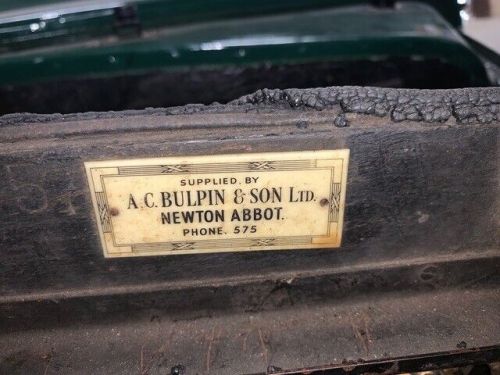 SUPPLIED. BY
A.C. BULPIN & SON LTD.
NEWTON ABBOT.
PHONE. 575